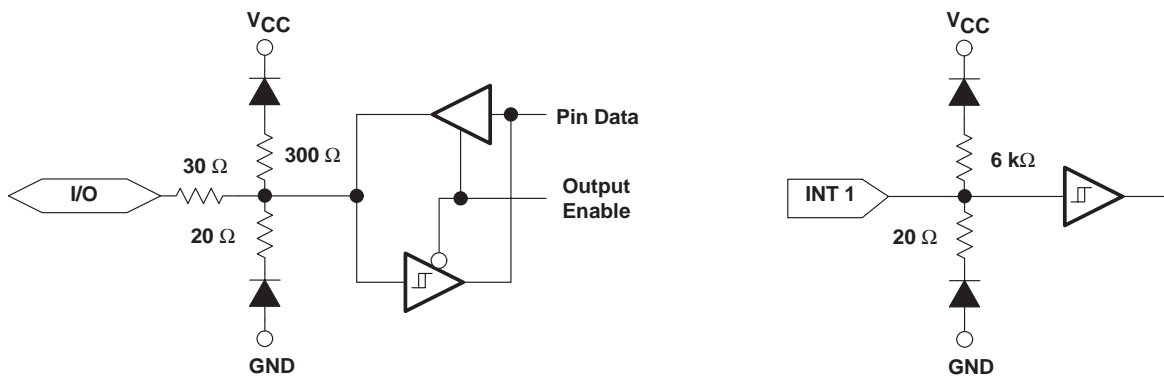 VCC
300 Ω
30 Ω
I/O
20 Ω
GND
Pin Data
Output
Enable
VCC
6 kΩ
INT 1
20 Ω
GND